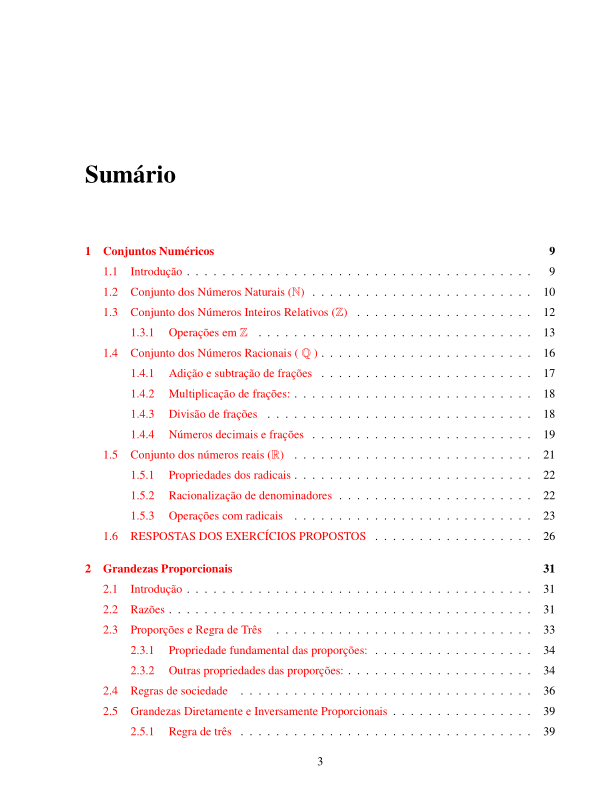 Sumário
1 Conjuntos Numéricos 9
1.1 Introdução . . . . . . . . . . . . . . . . . . . . . . . . . . . . . . . . . . . . . . . 9
1.2 Conjunto dos Números Naturais (ℕ) . . . . . . . . . . . . . . . . . . . . . . . . . 10
1.3 Conjunto dos Números Inteiros Relativos (ℤ) . . . . . . . . . . . . . . . . . . . . 12
1.3.1 Operações em ℤ . . . . . . . . . . . . . . . . . . . . . . . . . . . . . . . 13
1.4 Conjunto dos Números Racionais ( ℚ ) . . . . . . . . . . . . . . . . . . . . . . . . 16
1.4.1 Adição e subtração de frações . . . . . . . . . . . . . . . . . . . . . . . . 17
1.4.2 Multiplicação de frações: . . . . . . . . . . . . . . . . . . . . . . . . . . . 18
1.4.3 Divisão de frações . . . . . . . . . . . . . . . . . . . . . . . . . . . . . . 18
1.4.4 Números decimais e frações . . . . . . . . . . . . . . . . . . . . . . . . . 19
1.5 Conjunto dos números reais (ℝ) . . . . . . . . . . . . . . . . . . . . . . . . . . . 21
1.5.1 Propriedades dos radicais . . . . . . . . . . . . . . . . . . . . . . . . . . . 22
1.5.2 Racionalização de denominadores . . . . . . . . . . . . . . . . . . . . . . 22
1.5.3 Operações com radicais . . . . . . . . . . . . . . . . . . . . . . . . . . . 23
1.6 RESPOSTAS DOS EXERCÍCIOS PROPOSTOS . . . . . . . . . . . . . . . . . . 26
2 Grandezas Proporcionais 31
2.1 Introdução . . . . . . . . . . . . . . . . . . . . . . . . . . . . . . . . . . . . . . . 31
2.2 Razões . . . . . . . . . . . . . . . . . . . . . . . . . . . . . . . . . . . . . . . . . 31
2.3 Proporções e Regra de Três . . . . . . . . . . . . . . . . . . . . . . . . . . . . . 33
2.3.1 Propriedade fundamental das proporções: . . . . . . . . . . . . . . . . . . 34
2.3.2 Outras propriedades das proporções: . . . . . . . . . . . . . . . . . . . . . 34
2.4 Regras de sociedade . . . . . . . . . . . . . . . . . . . . . . . . . . . . . . . . . 36
2.5 Grandezas Diretamente e Inversamente Proporcionais . . . . . . . . . . . . . . . . 39
2.5.1 Regra de três . . . . . . . . . . . . . . . . . . . . . . . . . . . . . . . . . 39
3